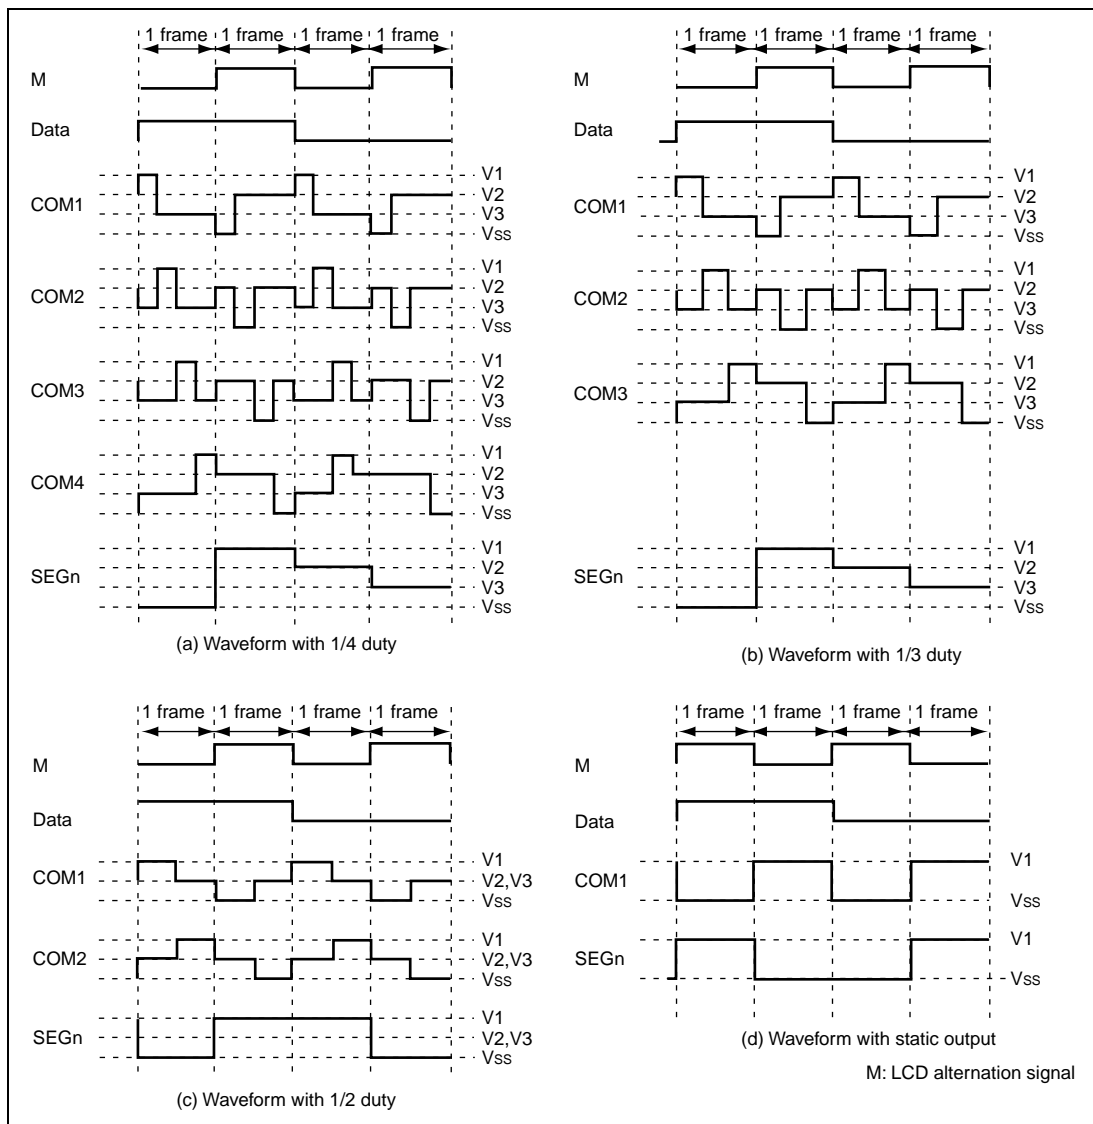 1 frame 1 frame 1 frame 1 frame
M
Data
COM1
V1
V2
V3
VSS
COM2
V1
V2
V3
VSS
COM3
V1
V2
V3
VSS
COM4
V1
V2
V3
VSS
SEGn
V1
V2
V3
VSS
(a) Waveform with 1/4 duty
1 frame 1 frame 1 frame 1 frame
M
Data
COM1
V1
V2
V3
VSS
COM2
V1
V2
V3
VSS
COM3
V1
V2
V3
VSS
SEGn
V1
V2
V3
VSS
(b) Waveform with 1/3 duty
1 frame 1 frame 1 frame 1 frame
M
Data
COM1
V1
V2,V3
VSS
COM2
V1
V2,V3
VSS
SEGn
V1
V2,V3
VSS
(c) Waveform with 1/2 duty
1 frame 1 frame 1 frame 1 frame
M
Data
COM1
V1
VSS
SEGn
V1
VSS
(d) Waveform with static output
M: LCD alternation signal